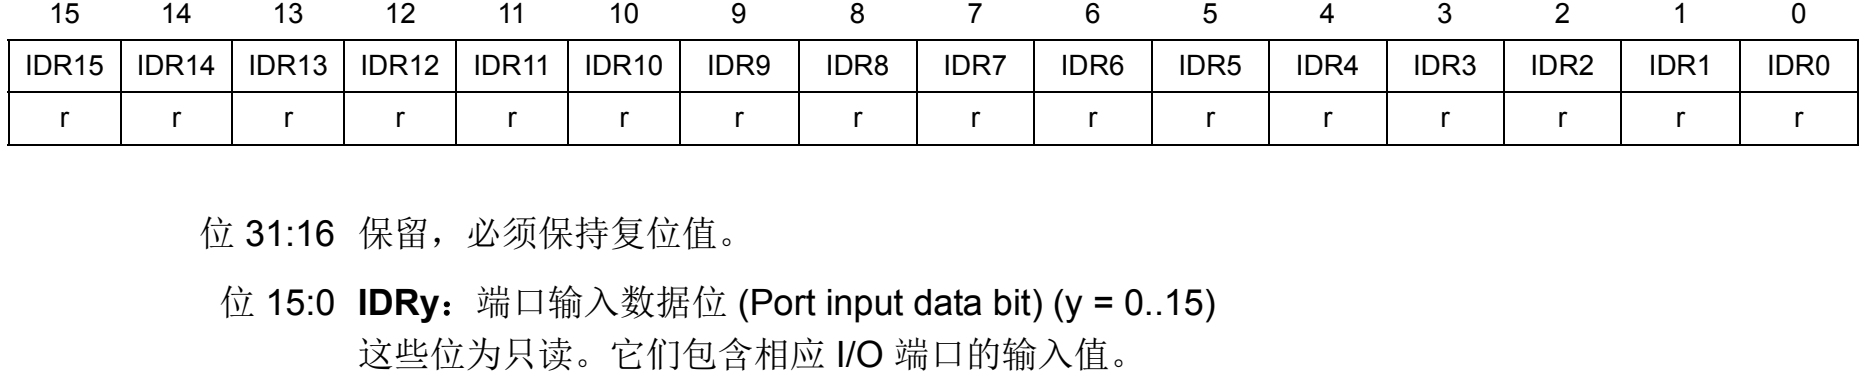 15 14 13 12 11 10 9 8 7 6 5 4 3 2 1 0
IDR15 IDR14 IDR13 IDR12 IDR11 IDR10 IDR9 IDR8 IDR7 IDR6 IDR5 IDR4 IDR3 IDR2 IDR1 IDR0
r r r r r r r r r r r r r r r r
位 31:16 保留，必须保持复位值。
位 15:0 IDRy：端口输入数据位 (Port input data bit) (y = 0..15)
这些位为只读。它们包含相应 I/O 端口的输入值。